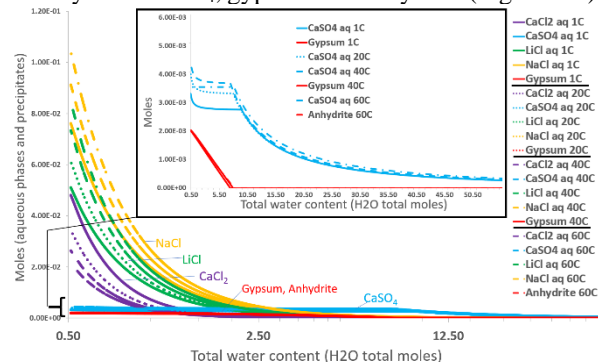 gypsum
1.20E-01
1.00E-01
8.00E-02
6.00E-02
4.00E-02
2.00E-02
0.00E+00
Moles (aqueous phases and precipitates)
0.50
2.50
12.50
Total water content (H2O total moles)
6.00E-03
5.00E-03
4.00E-03
3.00E-03
2.00E-03
1.00E-03
0.00E+00
Moles
0.50 5.50 10.50 15.50 20.50 25.50 30.50 35.50 40.50 45.50 50.50
Total water content (H2O total moles)
CaSO4 aq 1C
Gypsum 1C
CaSO4 aq 20C
CaSO4 aq 40C
Gypsum 40C
CaSO4 aq 60C
Anhydrite 60C
NaCl
LiCl
CaCl2
Gypsum, Anhydrite
CaSO4
CaCl2 aq 1C
CaSO4 aq 1C
LiCl aq 1C
NaCl aq 1C
Gypsum 1C
CaCl2 aq 20C
CaSO4 aq 20C
LiCl aq 20C
NaCl aq 20C
Gypsum 20C
CaCl2 aq 40C
CaSO4 aq 40C
LiCl aq 40C
NaCl aq 40C
Gypsum 40C
CaCl2 aq 60C
CaSO4 aq 60C
LiCl aq 60C
NaCl aq 60C
Anhydrite 60C